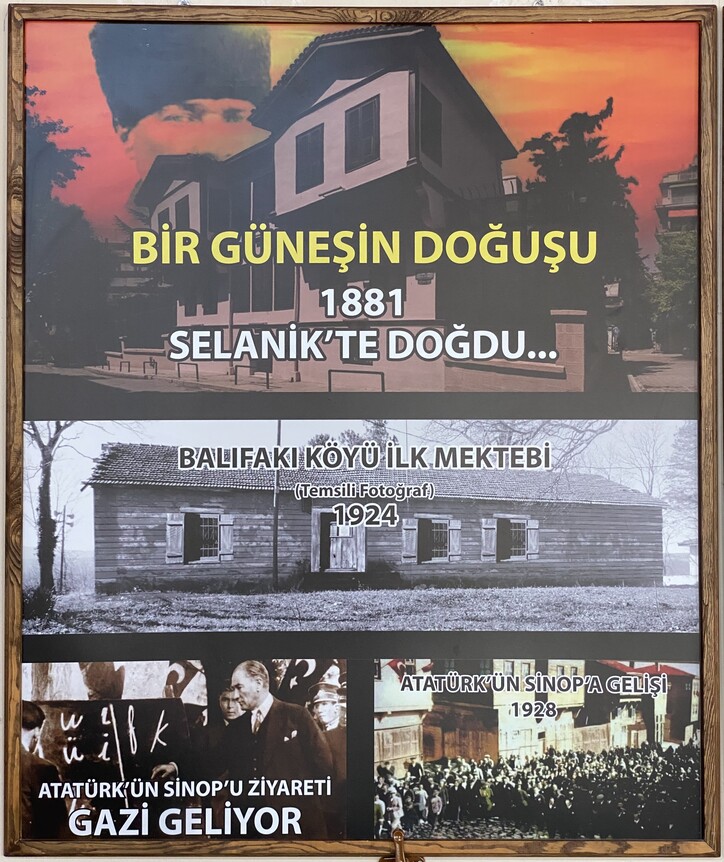 BİR GÜNEŞİN DOĞUŞU
1881
SELANİK'TE DOĞDU...
BALIFAKI KÖYÜ İLK MEKTEBİ
(Temsili Fotoğraf)
1924
ATATÜRK'ÜN SİNOP'U ZİYARETİ
GAZİ GELİYOR
ATATÜRK'ÜN SİNOP'A GELİŞİ
1928